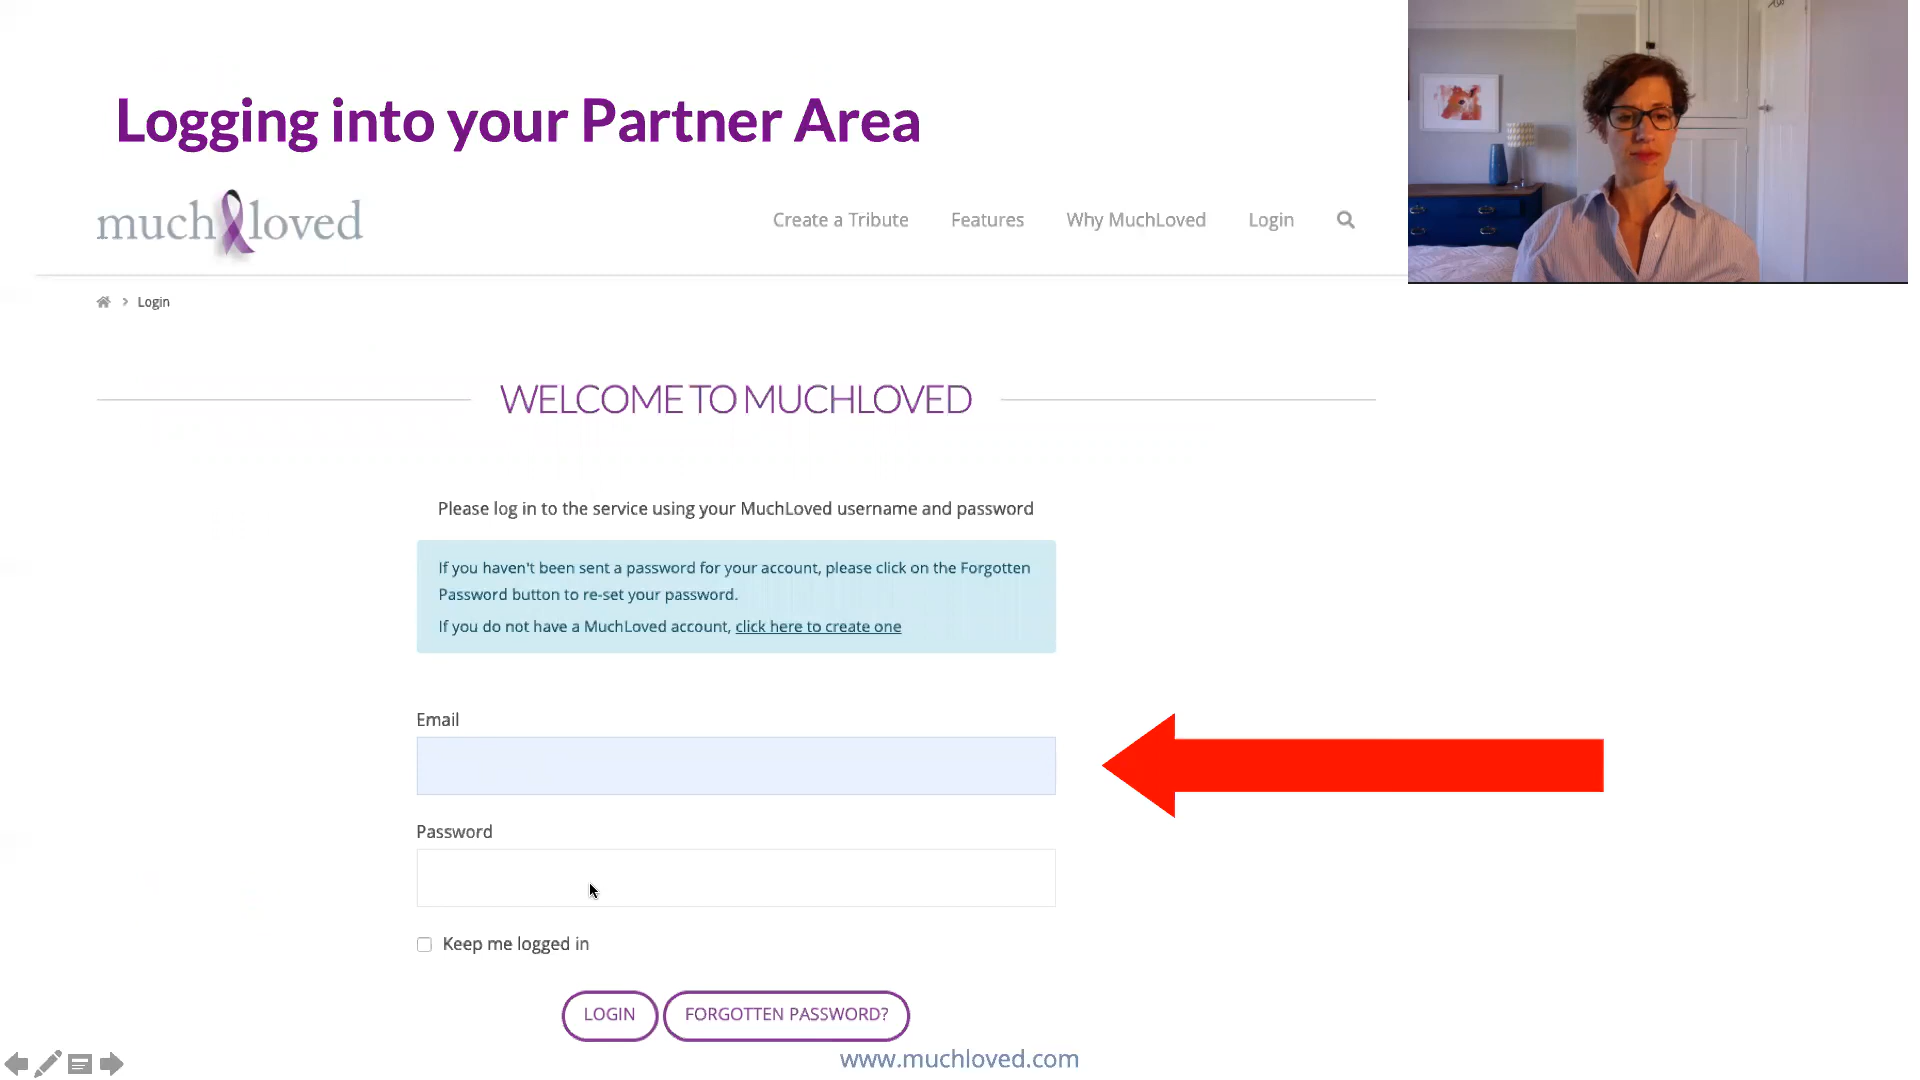 Logging into your Partner Area
muchloved
Create a Tribute Features Why MuchLoved Login
Login
WELCOME TO MUCHLOVED
Please log in to the service using your MuchLoved username and password
If you haven't been sent a password for your account, please click on the Forgotten
Password button to re-set your password.
If you do not have a MuchLoved account, click here to create one
Email
Password
Keep me logged in
LOGIN FORGOTTEN PASSWORD?
www.muchloved.com